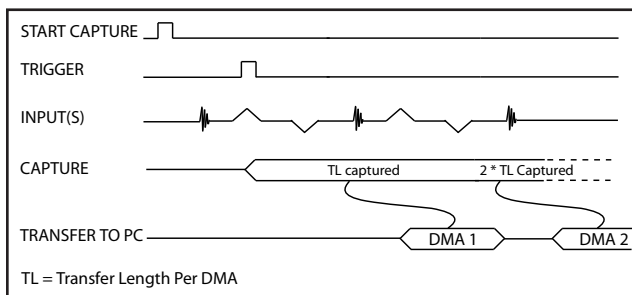 START CAPTURE
TRIGGER
INPUT(S)
CAPTURE
TL captured
2 * TL Captured
TRANSFER TO PC
DMA 1
DMA 2
TL = Transfer Length Per DMA